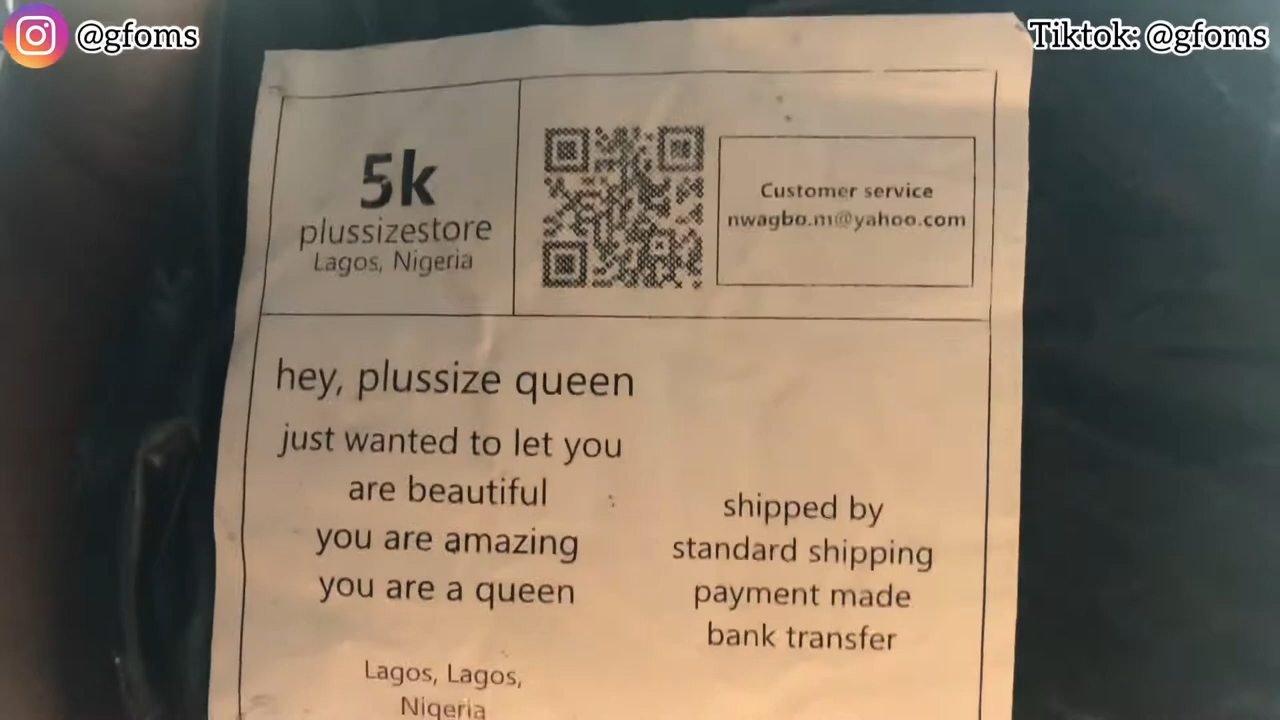 @gfoms
Tiktok: @gfoms
5k
plussizestore
Lagos, Nigeria
Customer service
nwagbo.m@yahoo.com
hey, plussize queen
just wanted to let you
are beautiful
you are amazing
you are a queen
shipped by
standard shipping
payment made
bank transfer
Lagos, Lagos,
Nigeria